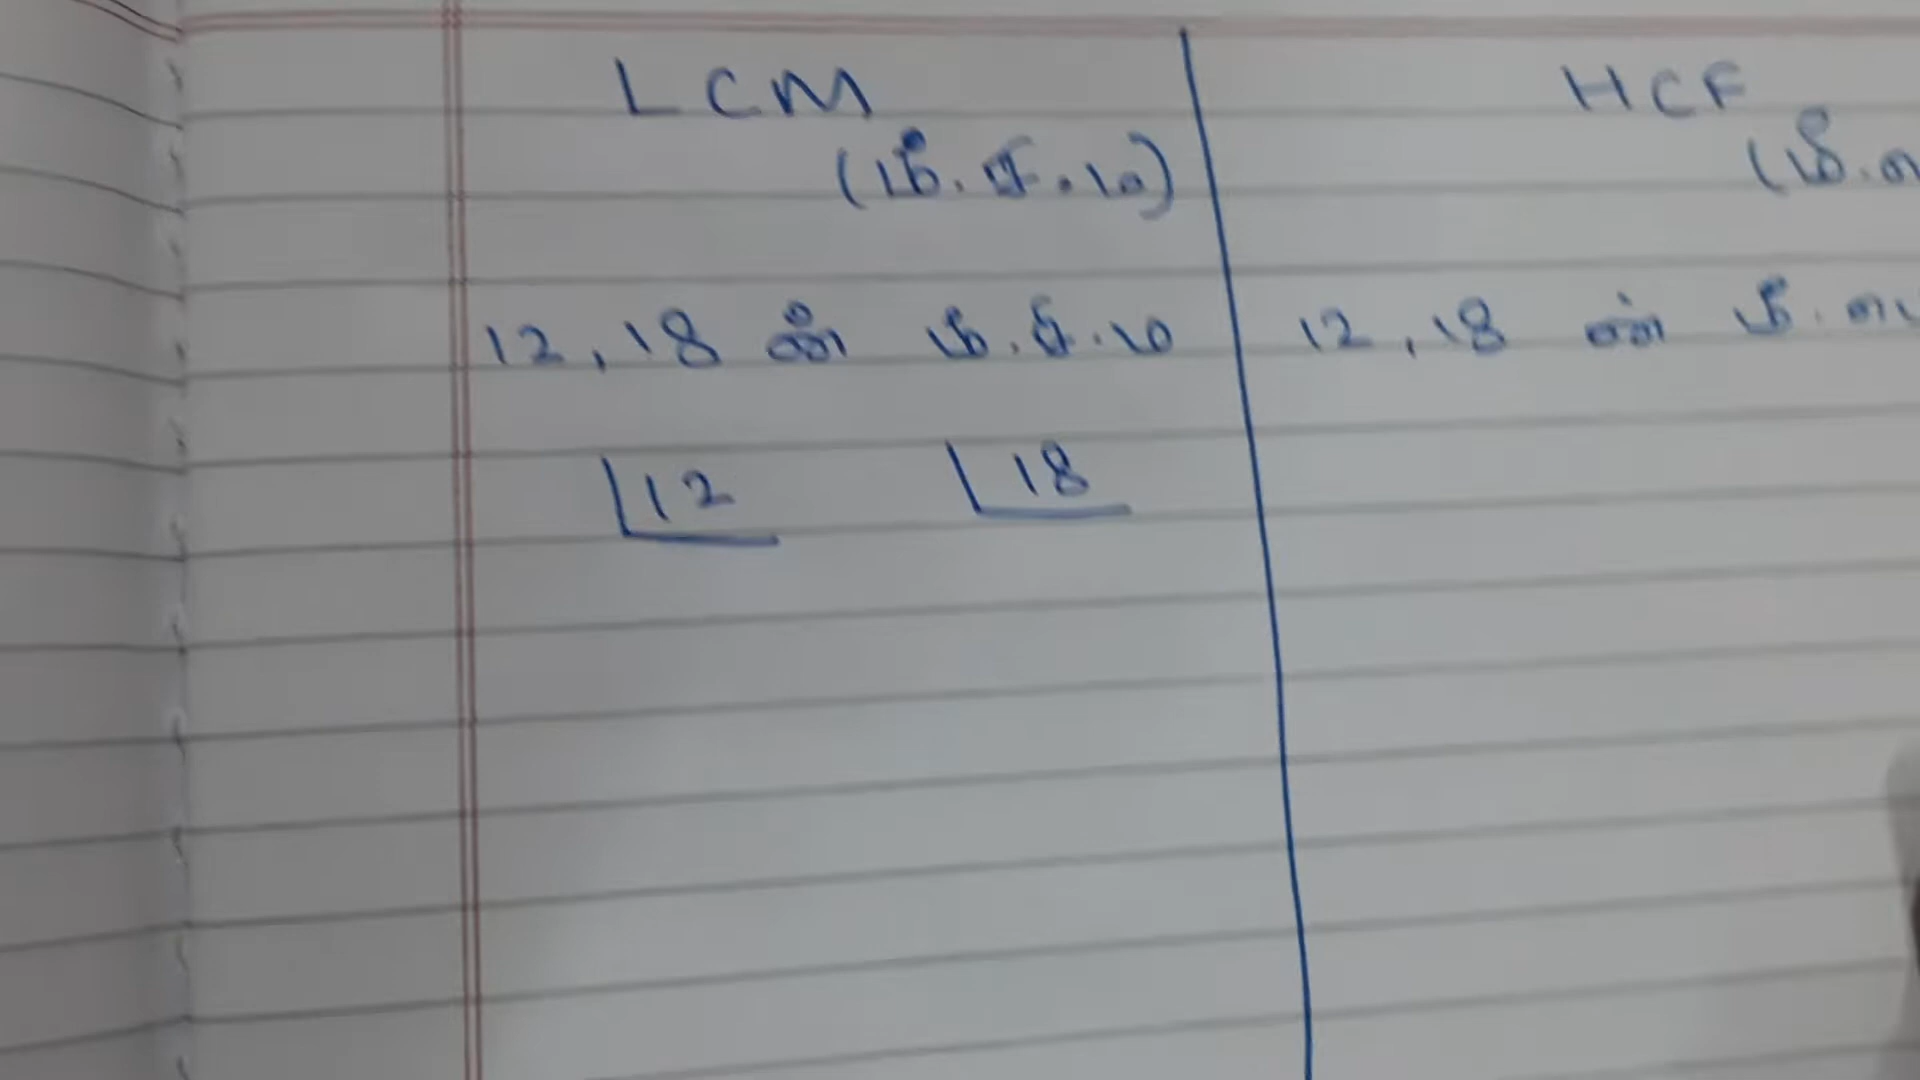 LCM
(மீ.சி.ம)
12, 18 ன் மீ.சி.ம
12 18
HCF
(மீ.
12, 18 ன் மீ.